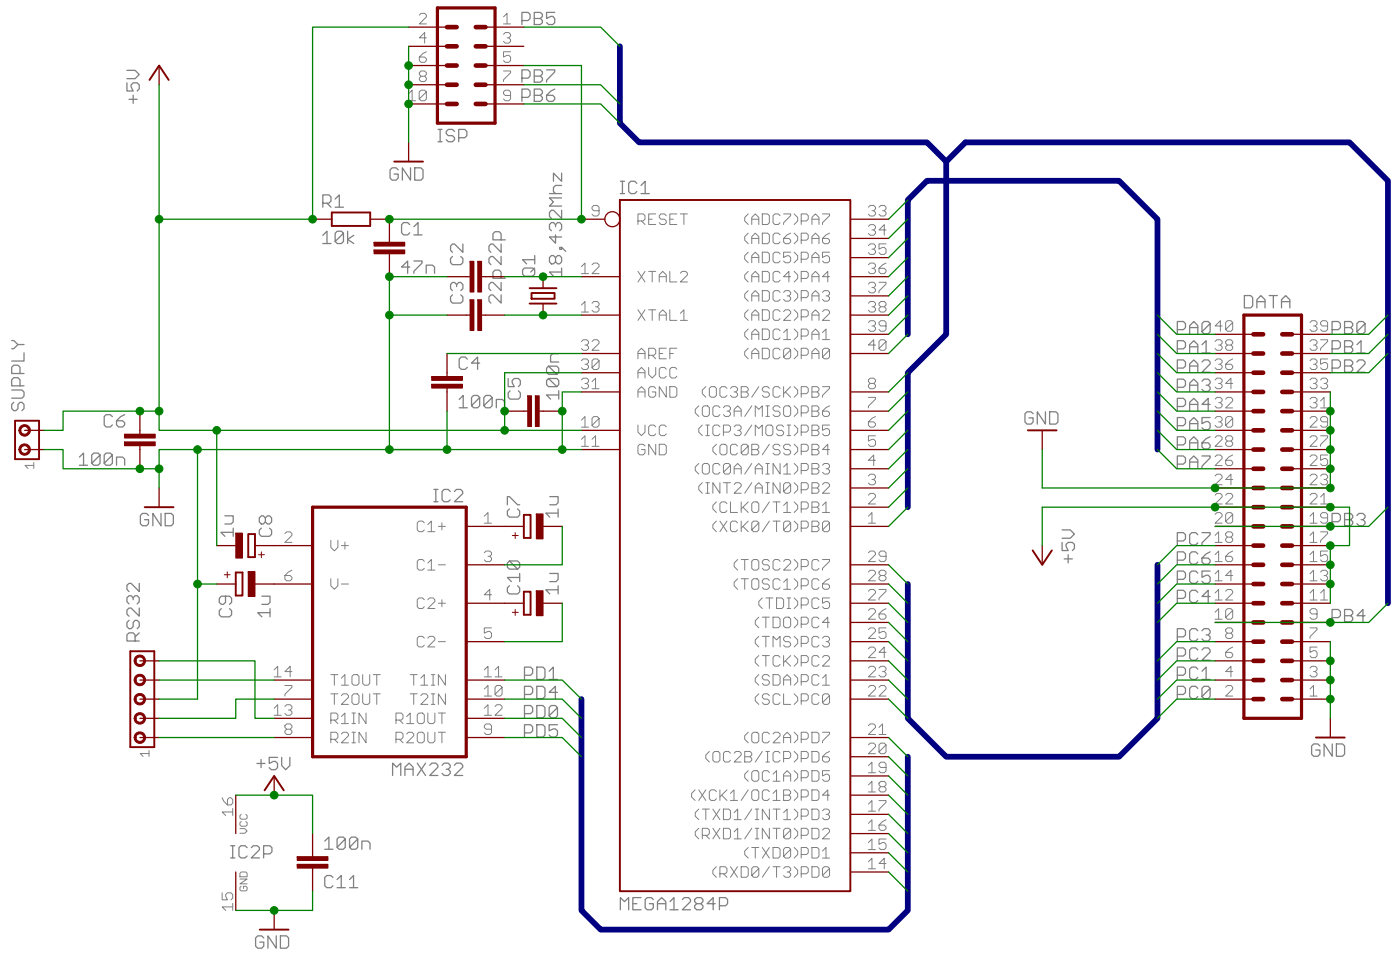 2 1 PB5
4 3
6 5
8 7 PB7
10 9 PB6
ISP
GND
+5V
R1
10k
C1
47n
C2
22p
C3
22p
Q1
18,432Mhz
IC1
9 RESET
12 XTAL2
13 XTAL1
32 AREF
30 AVCC
31 AGND
10 VCC
11 GND
(ADC7)PA7 33
(ADC6)PA6 34
(ADC5)PA5 35
(ADC4)PA4 36
(ADC3)PA3 37
(ADC2)PA2 38
(ADC1)PA1 39
(ADC0)PA0 40
(OC3B/SCK)PB7 8
(OC3A/MISO)PB6 7
(ICP3/MOSI)PB5 6
(OC0B/SS)PB4 5
(OC0A/AIN1)PB3 4
(INT2/AIN0)PB2 3
(CLKO/T1)PB1 2
(XCK0/T0)PB0 1
(TOSC2)PC7 29
(TOSC1)PC6 28
(TDI)PC5 27
(TDO)PC4 26
(TMS)PC3 25
(TCK)PC2 24
(SDA)PC1 23
(SCL)PC0 22
(OC2A)PD7 21
(OC2B/ICP)PD6 20
(OC1A)PD5 19
(XCK1/OC1B)PD4 18
(TXD1/INT1)PD3 17
(RXD1/INT0)PD2 16
(TXD0)PD1 15
(RXD0/T3)PD0 14
MEGA1284P
C4
100n
C5
100n
SUPPLY
1
C6
100n
GND
IC2
1u
C8
C9
1u
2 V+
6 V-
C1+ 1
C1- 3
C2+ 4
C2- 5
C7
1u
C10
1u
RS232
1
14 T1OUT
7 T2OUT
13 R1IN
8 R2IN
T1IN 11 PD1
T2IN 10 PD4
R1OUT 12 PD0
R2OUT 9 PD5
MAX232
+5V
16
VCC
IC2P
GND
15
100n
C11
GND
GND
+5V
DATA
PA0 40 39 PB0
PA1 38 37 PB1
PA2 36 35 PB2
PA3 34 33
PA4 32 31
PA5 30 29
PA6 28 27
PA7 26 25
24 23
22 21
20 19 PB3
PC7 18 17
PC6 16 15
PC5 14 13
PC4 12 11
10 9 PB4
PC3 8 7
PC2 6 5
PC1 4 3
PC0 2 1
GND